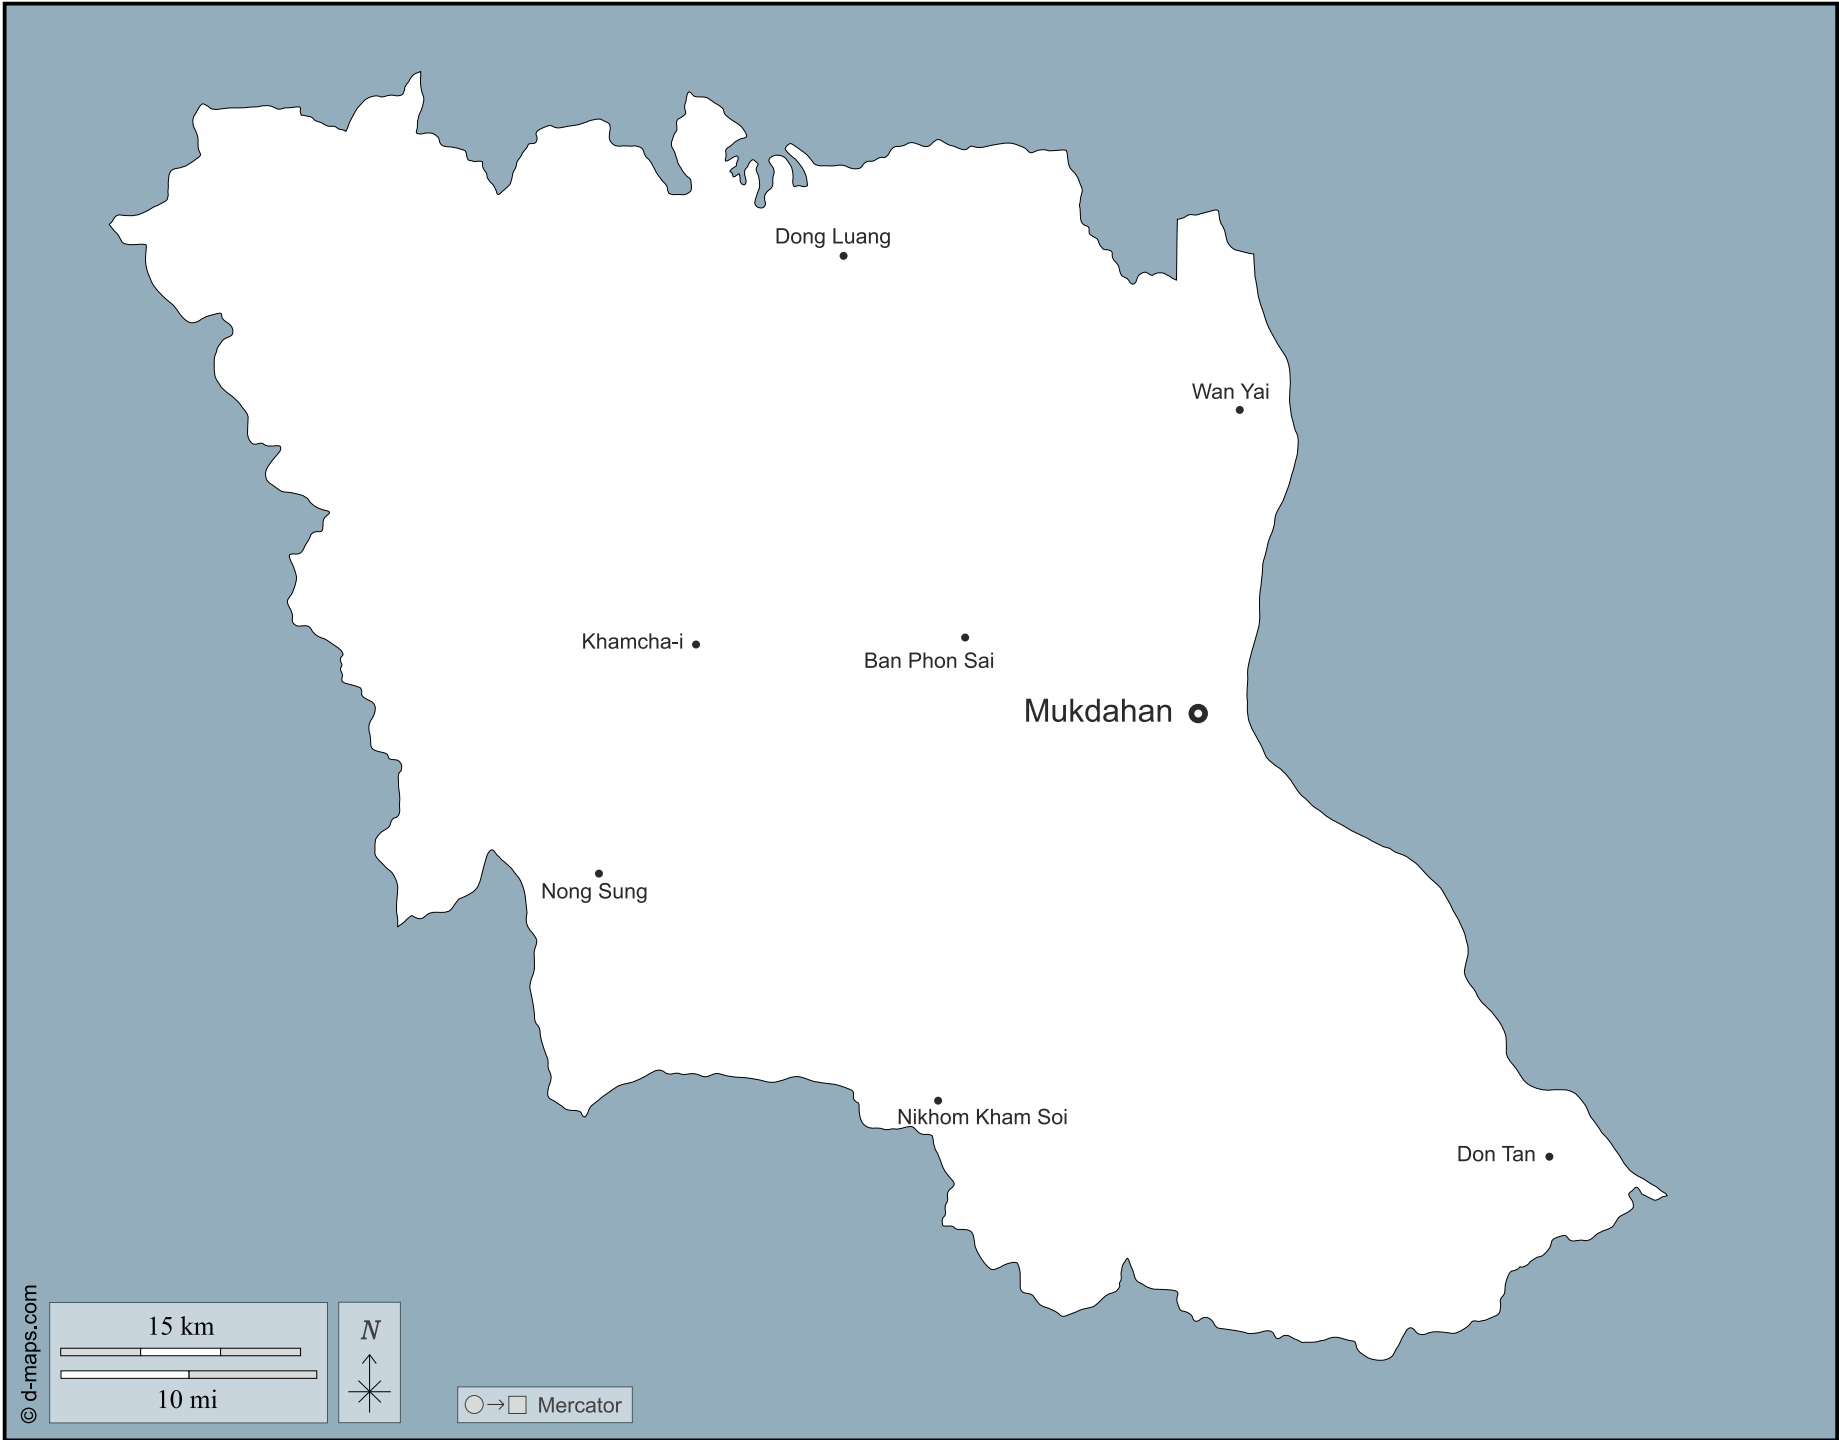 Dong Luang
Wan Yai
Khamcha-i
Ban Phon Sai
Mukdahan
Nong Sung
Nikhom Kham Soi
Don Tan
© d-maps.com
15 km
10 mi
N
Mercator